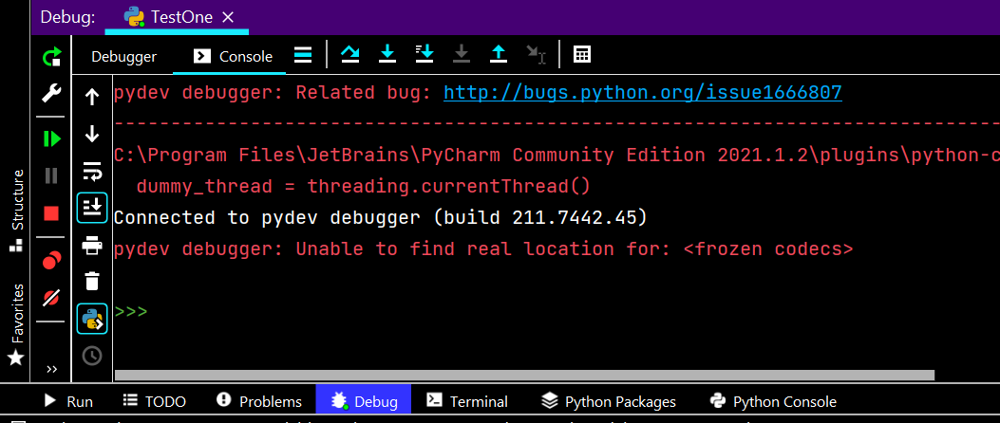 Debug: TestOne
Debugger Console
pydev debugger: Related bug: http://bugs.python.org/issue1666807
C:\Program Files\JetBrains\PyCharm Community Edition 2021.1.2\plugins\python-c
dummy_thread = threading.currentThread()
Connected to pydev debugger (build 211.7442.45)
pydev debugger: Unable to find real location for: <frozen codecs>
>>>
Structure
Favorites
Run TODO Problems Debug Terminal Python Packages Python Console